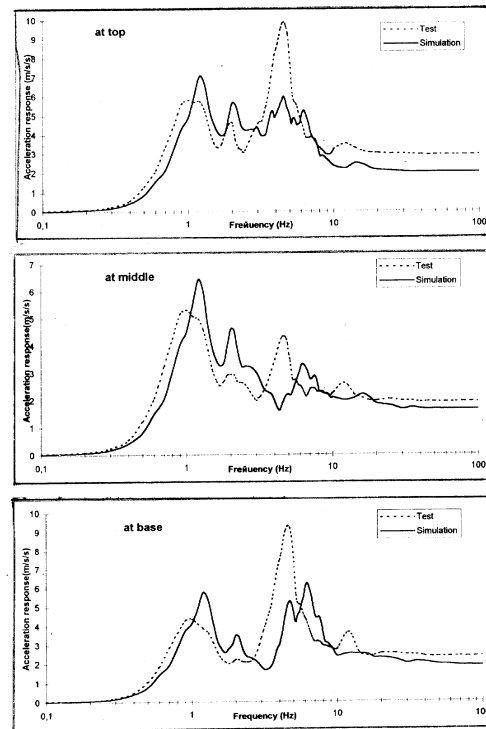 at top
Test
Simulation
Acceleration response (m/s/s)
10
9
8
7
6
5
4
3
2
1
0
0,1
1
10
100
Freйuency (Hz)
at middle
Test
Simulation
Acceleration response(m/s/s)
7
6
5
4
3
2
1
0
0,1
1
10
100
Freйuency (Hz)
at base
Test
Simulation
Acceleration response(m/s/s)
10
9
8
7
6
5
4
3
2
1
0
0,1
1
10
100
Frequency (Hz)